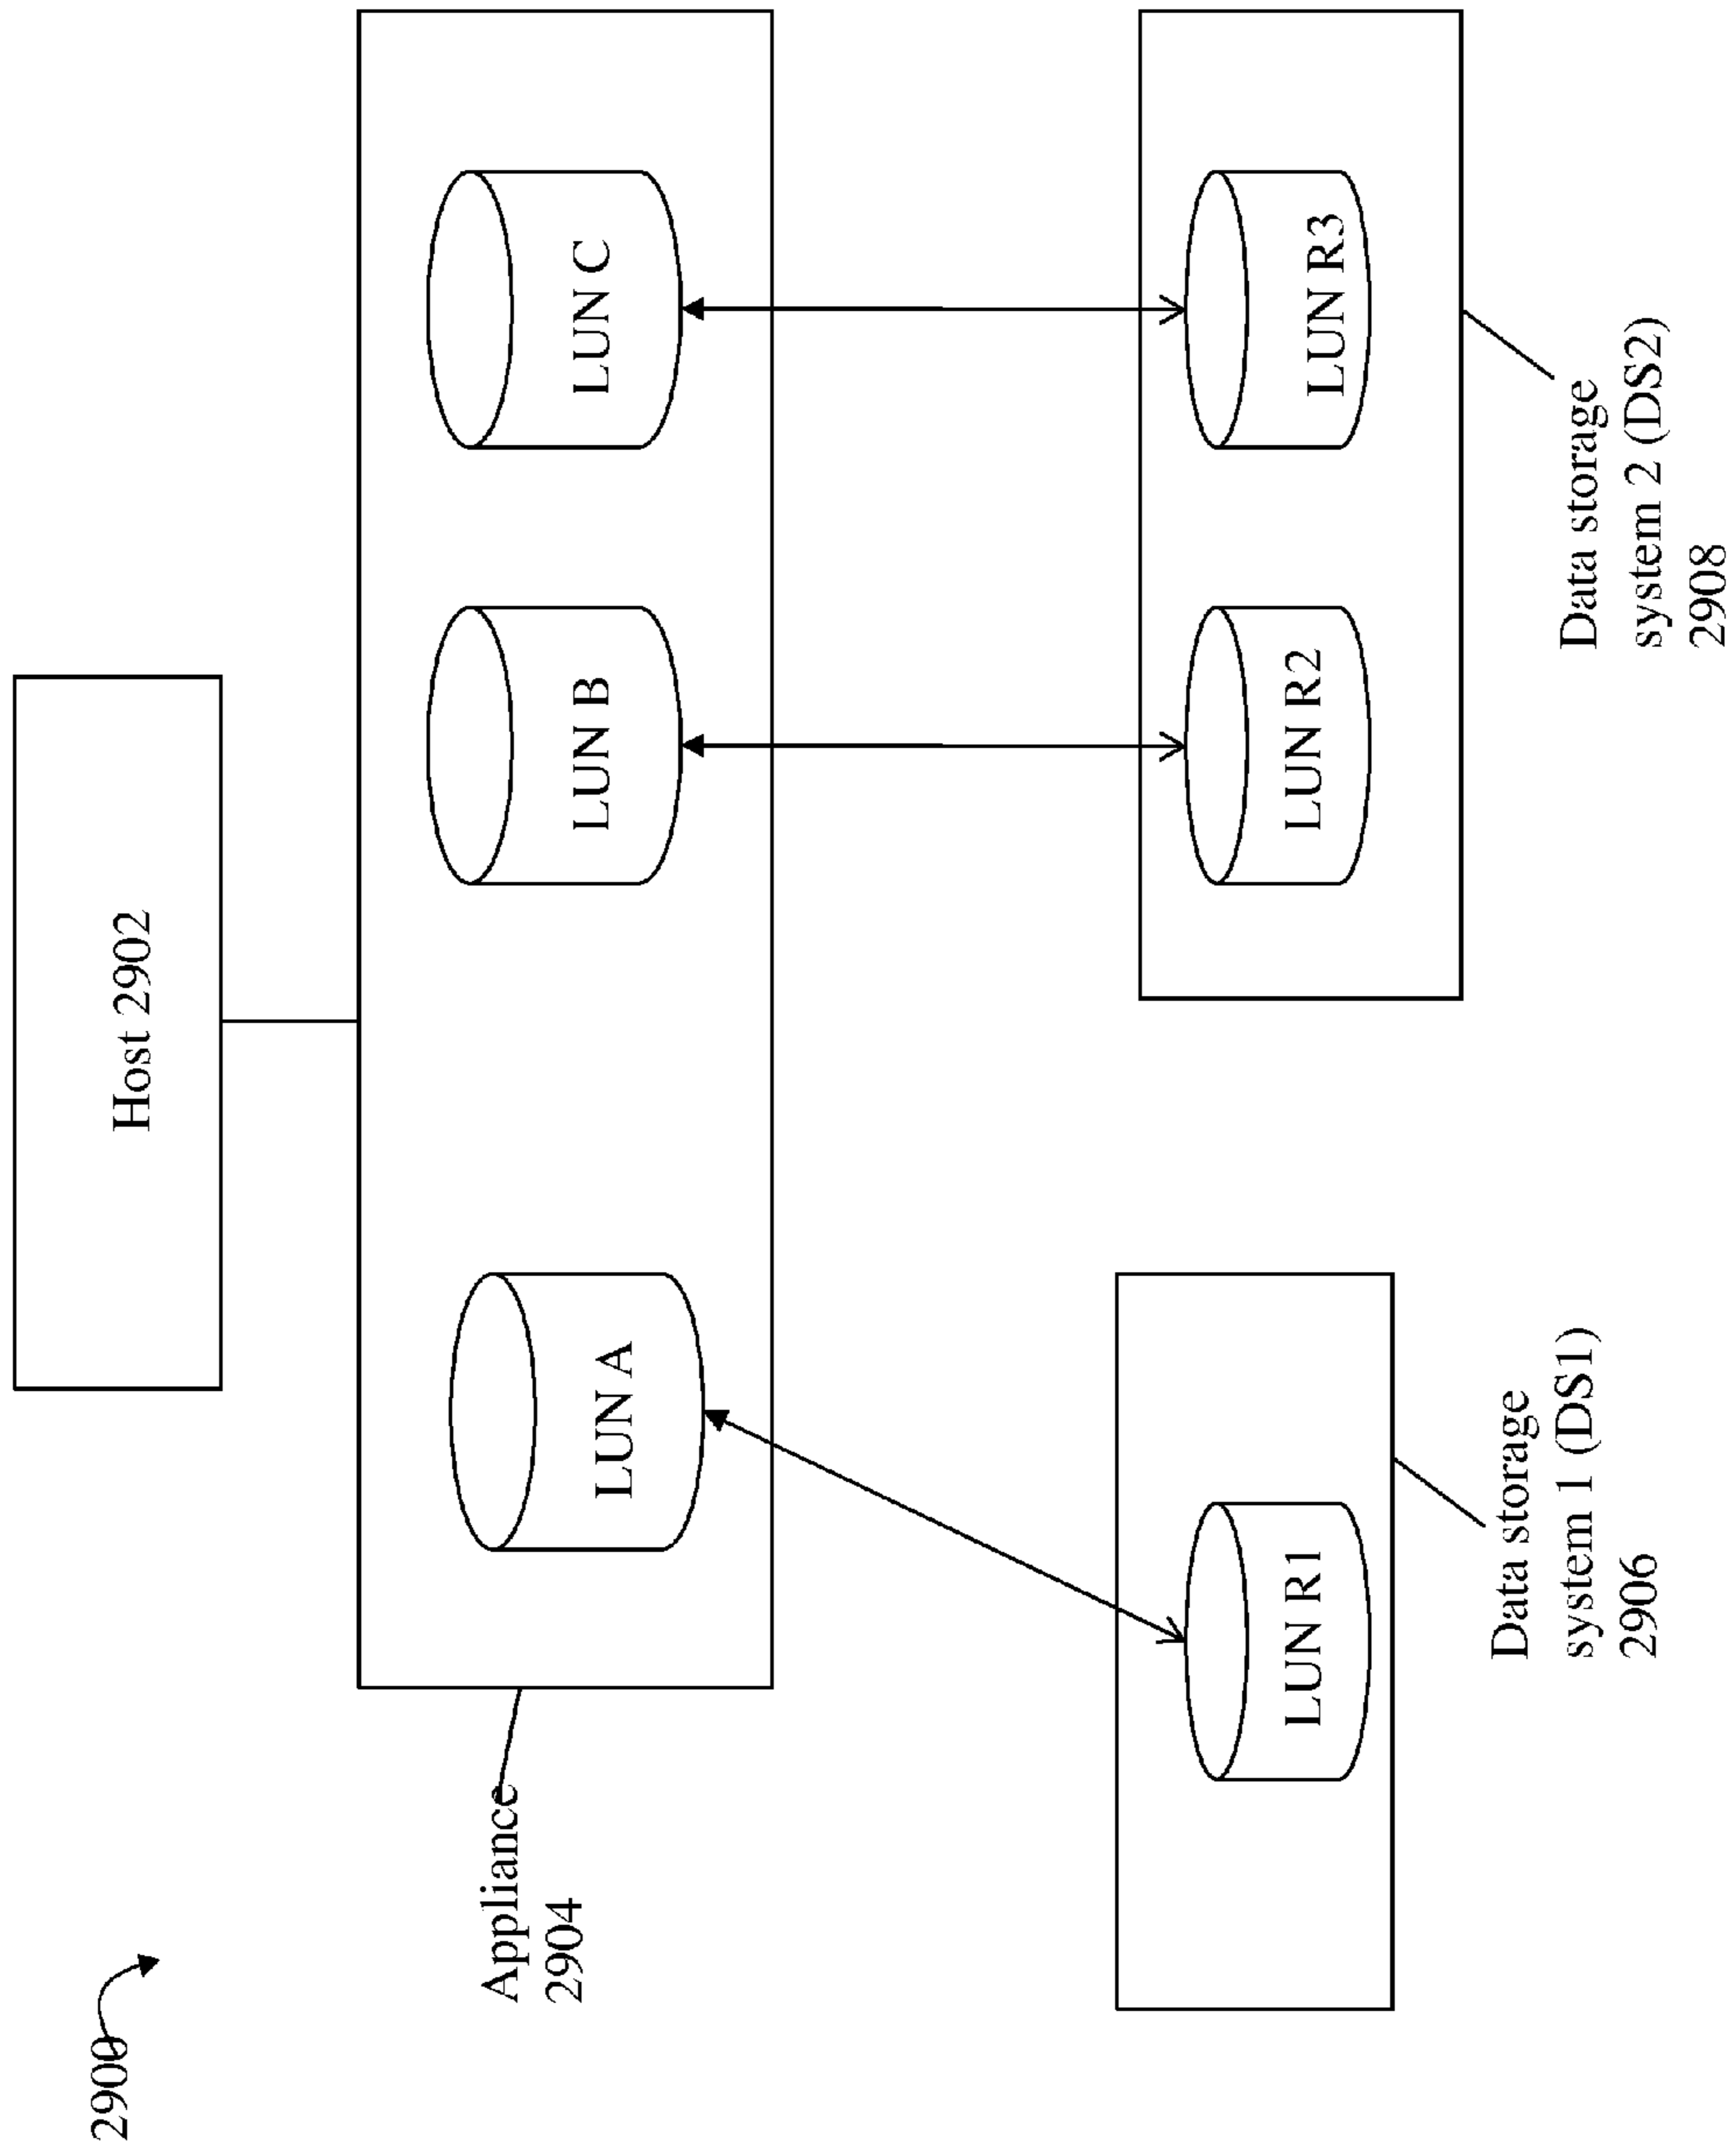 2900
Host 2902
Appliance
2904
LUN A
LUN B
LUN C
LUN R1
LUN R2
LUN R3
Data storage
system 1 (DS1)
2906
Data storage
system 2 (DS2)
2908